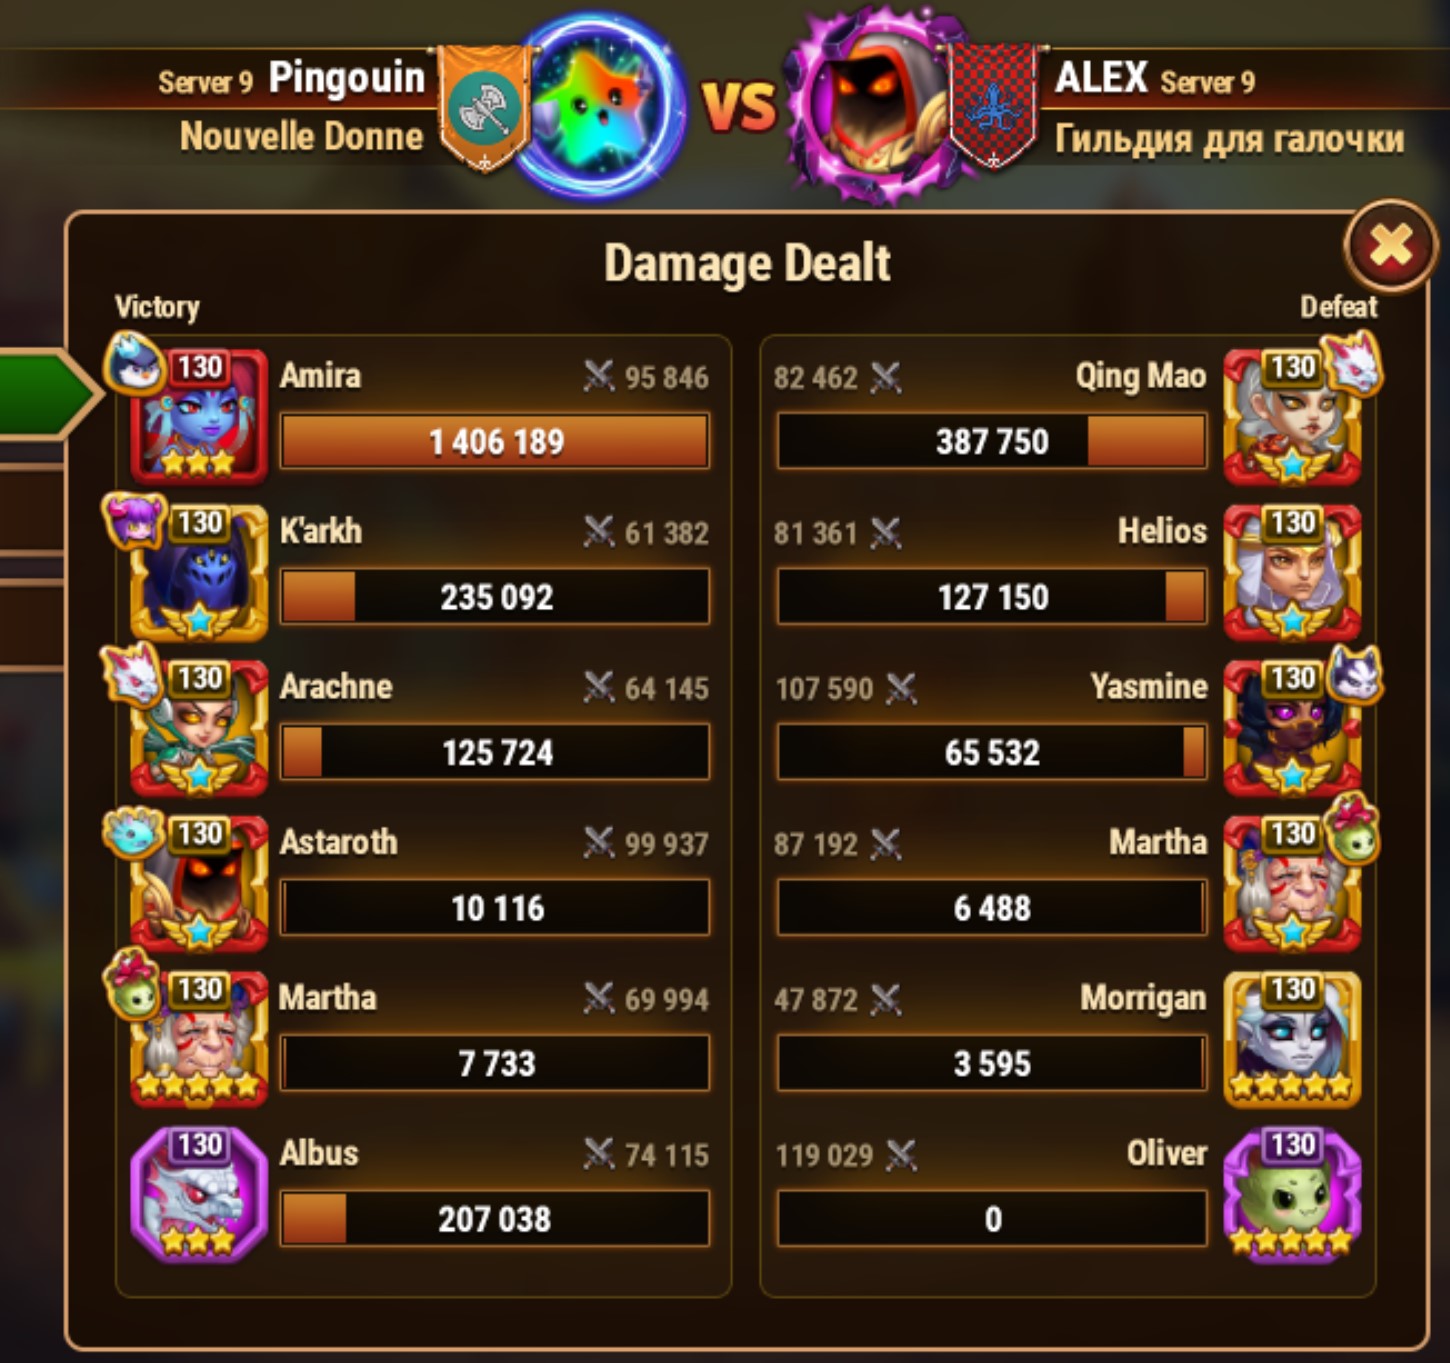 Server 9 Pingouin VS ALEX Server 9
Nouvelle Donne Гильдия для галочки
Damage Dealt
Victory Defeat
130 Amira 95 846 82 462 Qing Mao 130
1 406 189 387 750
130 K'arkh 61 382 81 361 Helios 130
235 092 127 150
130 Arachne 64 145 107 590 Yasmine 130
125 724 65 532
130 Astaroth 99 937 87 192 Martha 130
10 116 6 488
130 Martha 69 994 47 872 Morrigan 130
7 733 3 595
130 Albus 74 115 119 029 Oliver 130
207 038 0